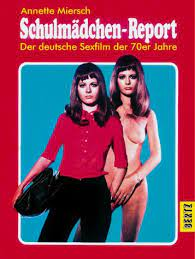 Annette Miersch
Schulmädchen-Report
Der deutsche Sexfilm der 70er Jahre
BERTZ